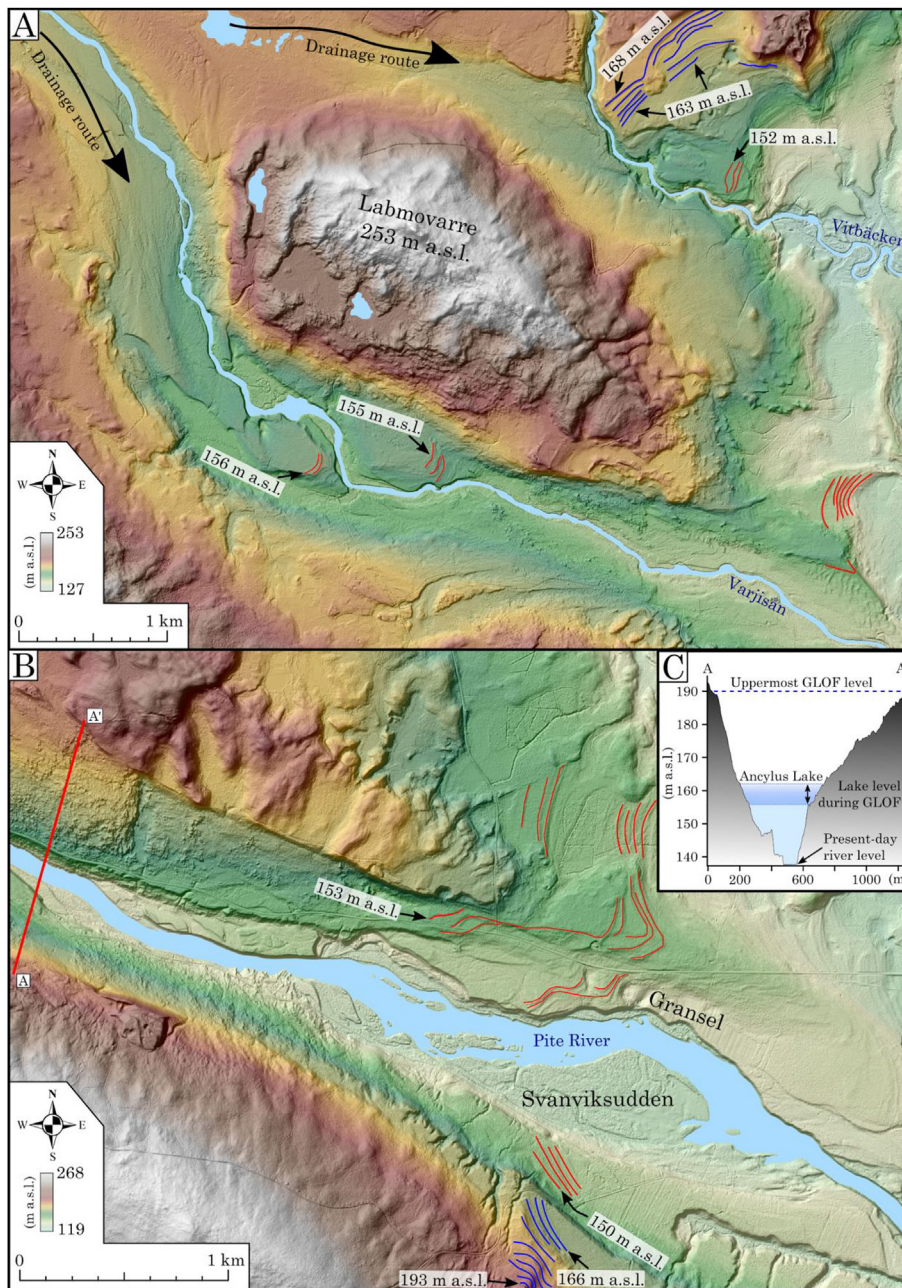 A
Drainage route
Drainage route
168 m a.s.l.
163 m a.s.l.
152 m a.s.l.
Labmovarre
253 m a.s.l.
Vitbäcken
155 m a.s.l.
156 m a.s.l.
N
W E
S
253
(m a.s.l.)
127
0 1 km
Varjisån
B
A'
153 m a.s.l.
A
Gransel
Pite River
Svanviksudden
N
W E
S
268
(m a.s.l.)
119
0 1 km
150 m a.s.l.
166 m a.s.l.
193 m a.s.l.
C
A A
Uppermost GLOF level
190
180
170
160
150
140
(m a.s.l.)
Ancylus Lake
Lake level
during GLOF
Present-day
river level
0 200 600 1000 (m